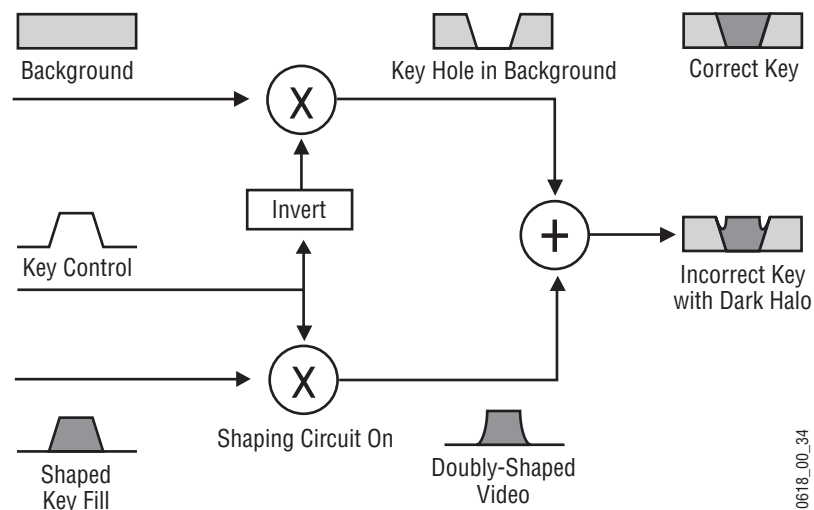 Background
Key Hole in Background
Correct Key
X
Invert
Key Control
+
Incorrect Key
with Dark Halo
X
Shaping Circuit On
Shaped
Key Fill
Doubly-Shaped
Video
0618_00_34